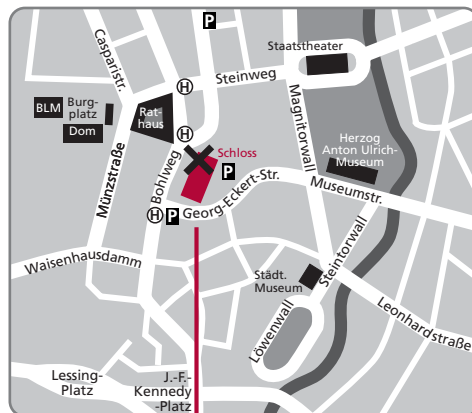 P
Casparistr.
Staatstheater
H
Steinweg
BLM
Burg-
platz
Dom
Rat-
haus
H
Magnitorwall
Münzstraße
Bohlweg
Schloss
P
Herzog
Anton Ulrich-
Museum
Museumstr.
H
P
Georg-Eckert-Str.
Waisenhausdamm
Städt.
Museum
Steintorwall
Löwenwall
Leonhardstraße
Lessing-
Platz
J.-F.-
Kennedy
-Platz